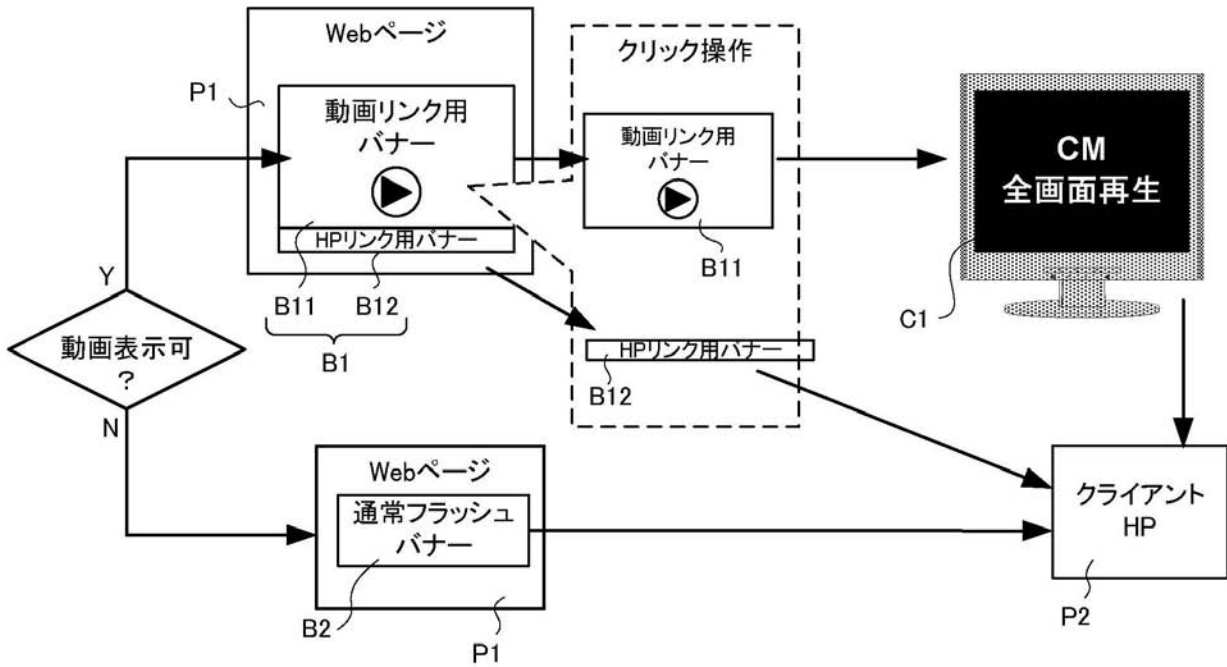 Webページ
P1
動画リンク用
バナー
HPリンク用バナー
B11
B12
B1
クリック操作
動画リンク用
バナー
B11
HPリンク用バナー
B12
CM
全画面再生
C1
Y
動画表示可
?
N
Webページ
通常フラッシュ
バナー
B2
P1
クライアント
HP
P2